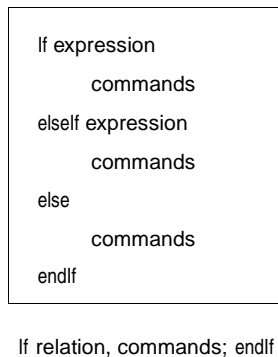 If expression
commands
elseIf expression
commands
else
commands
endIf
If relation, commands; endIf